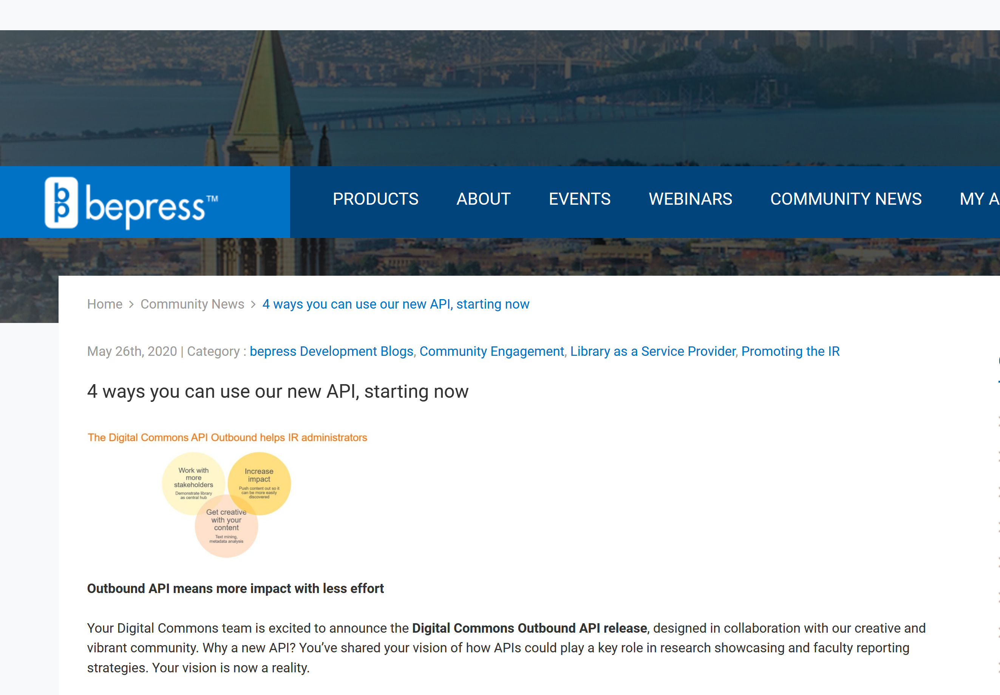 bepress™
PRODUCTS ABOUT EVENTS WEBINARS COMMUNITY NEWS MY A
Home > Community News > 4 ways you can use our new API, starting now
May 26th, 2020 | Category : bepress Development Blogs, Community Engagement, Library as a Service Provider, Promoting the IR
4 ways you can use our new API, starting now
The Digital Commons API Outbound helps IR administrators
Work with
more
stakeholders
Demonstrate library
as central hub
Increase
impact
Push content out so it
can be more easily
discovered
Get creative
with your
content
Text mining,
metadata analysis
Outbound API means more impact with less effort
Your Digital Commons team is excited to announce the Digital Commons Outbound API release, designed in collaboration with our creative and
vibrant community. Why a new API? You’ve shared your vision of how APIs could play a key role in research showcasing and faculty reporting
strategies. Your vision is now a reality.